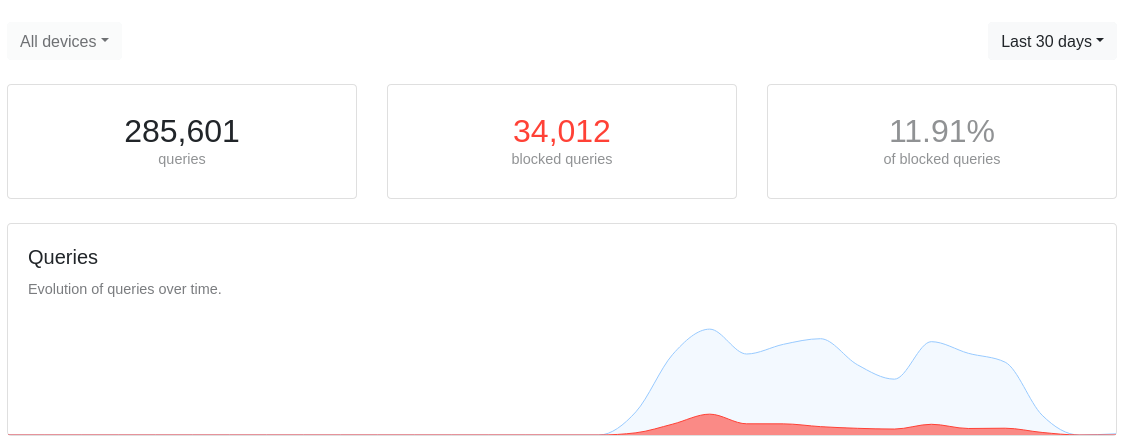 All devices
Last 30 days
285,601
queries
34,012
blocked queries
11.91%
of blocked queries
Queries
Evolution of queries over time.